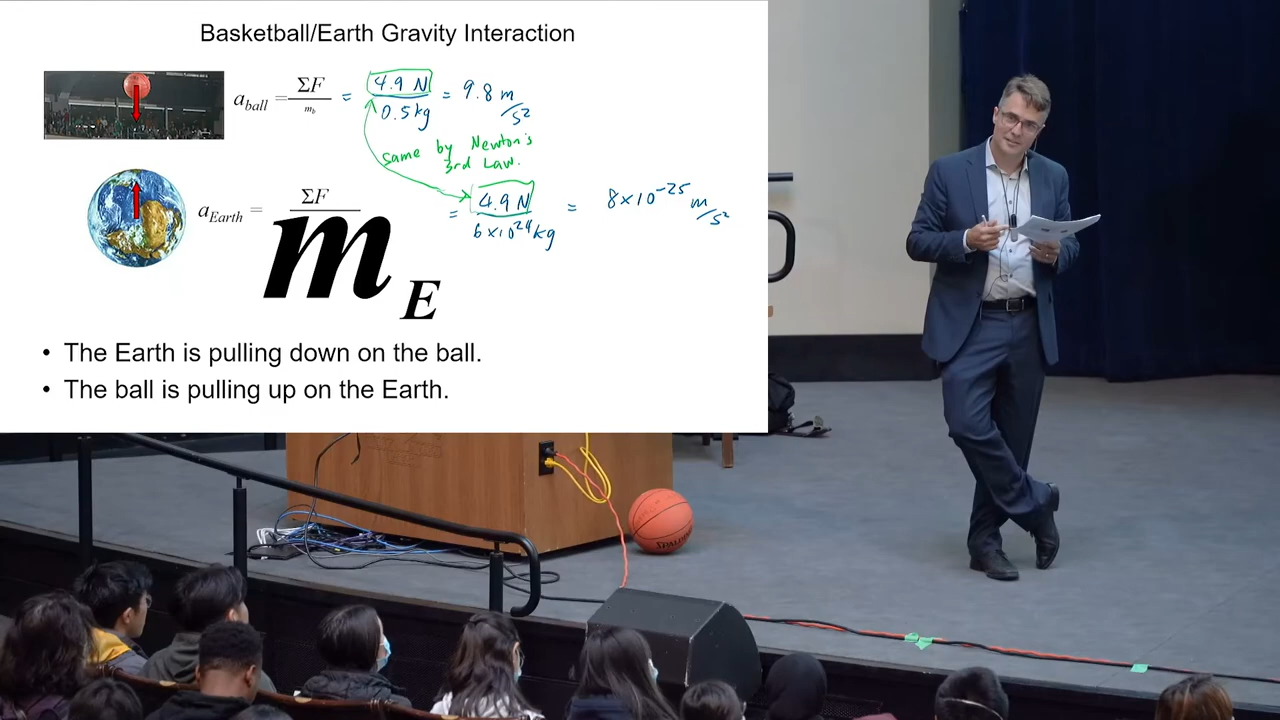 Basketball/Earth Gravity Interaction
a_ball = ΣF/m_b = 4.9 N/0.5 kg = 9.8 m/s²
same by Newton's
3rd Law.
a_Earth = ΣF/m_E = 4.9 N/6×10²⁴ kg = 8×10⁻²⁵ m/s²
• The Earth is pulling down on the ball.
• The ball is pulling up on the Earth.
SPALDING